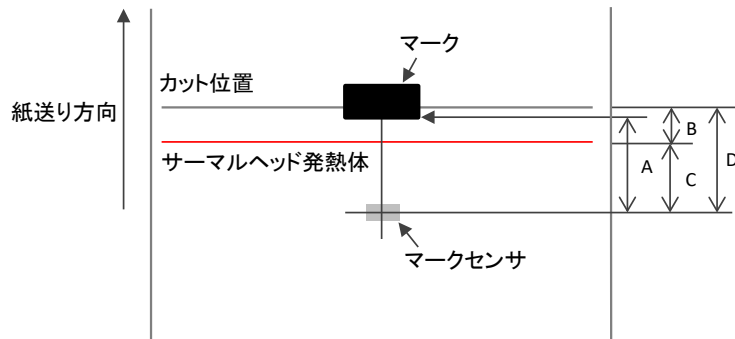 マーク
カット位置
紙送り方向
サーマルヘッド発熱体
マークセンサ
A
B
C
D